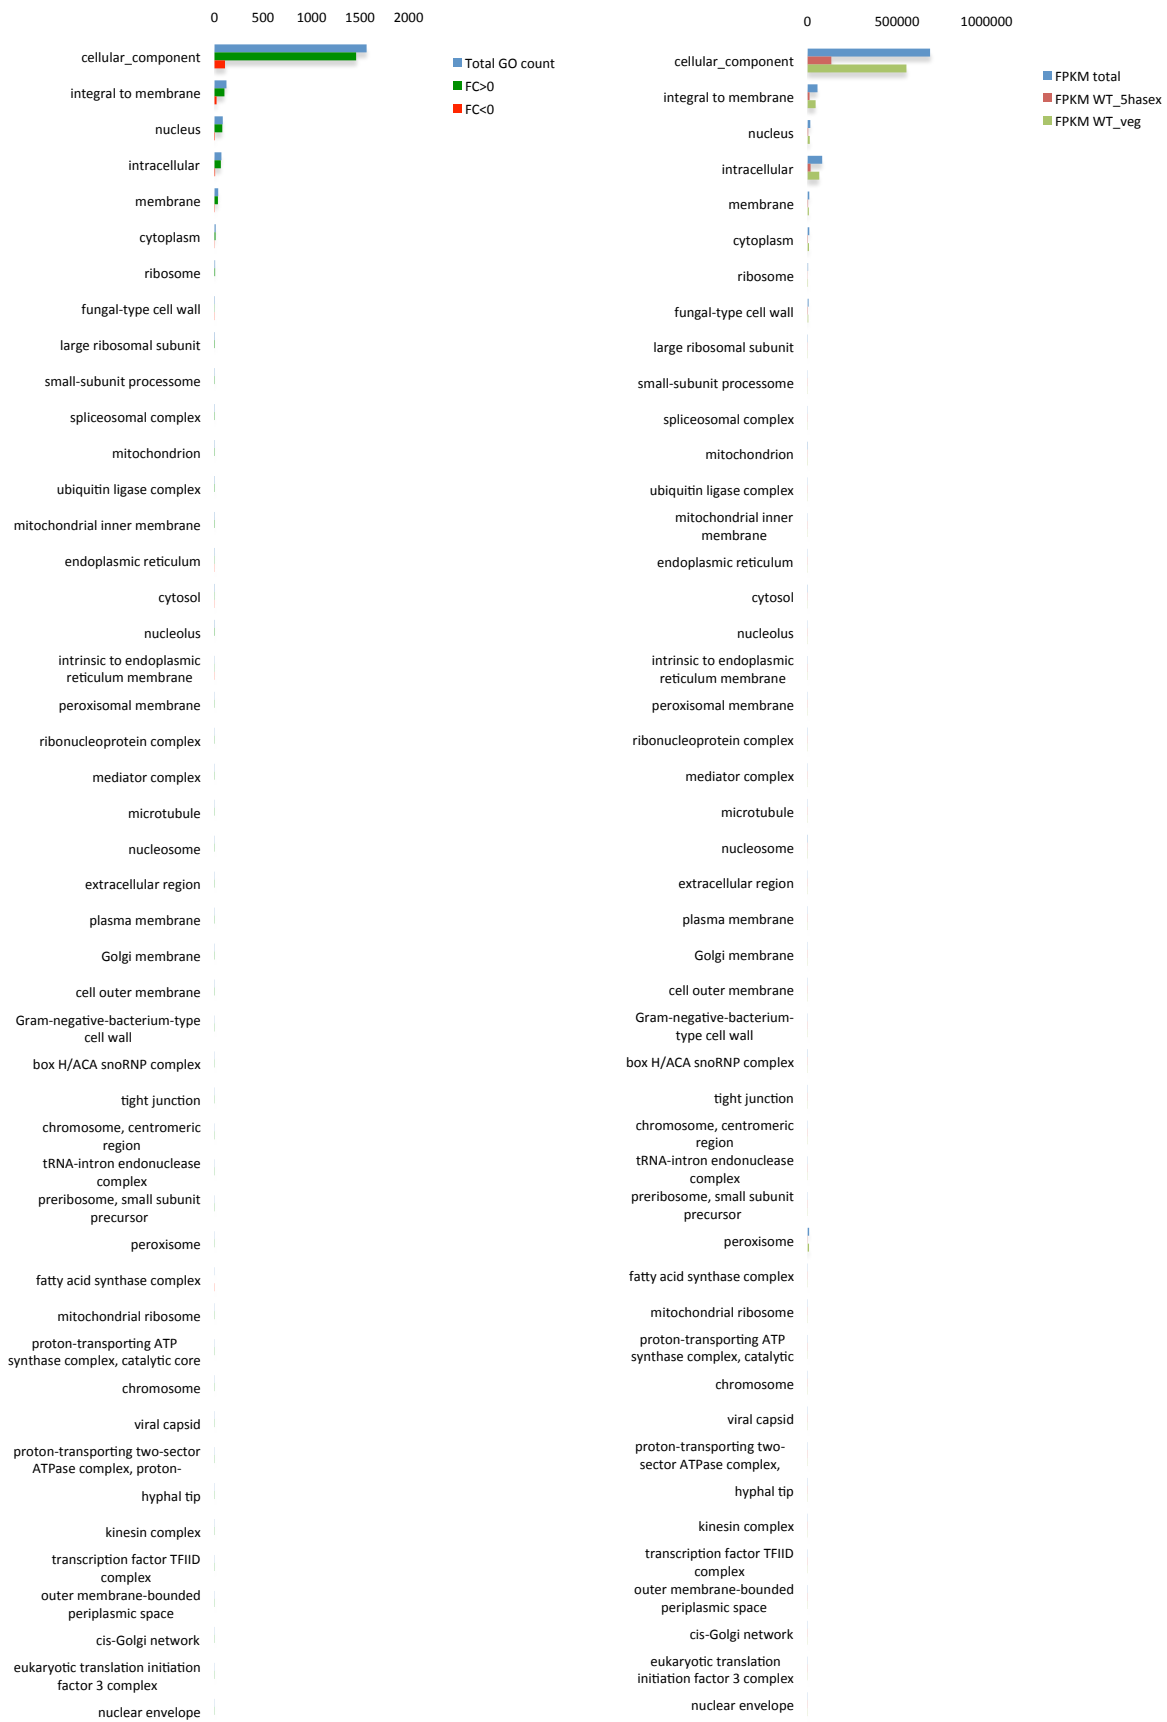 0 500 1000 1500 2000
cellular_component
integral to membrane
nucleus
intracellular
membrane
cytoplasm
ribosome
fungal-type cell wall
large ribosomal subunit
small-subunit processome
spliceosomal complex
mitochondrion
ubiquitin ligase complex
mitochondrial inner membrane
endoplasmic reticulum
cytosol
nucleolus
intrinsic to endoplasmic
reticulum membrane
peroxisomal membrane
ribonucleoprotein complex
mediator complex
microtubule
nucleosome
extracellular region
plasma membrane
Golgi membrane
cell outer membrane
Gram-negative-bacterium-type
cell wall
box H/ACA snoRNP complex
tight junction
chromosome, centromeric
region
tRNA-intron endonuclease
complex
preribosome, small subunit
precursor
peroxisome
fatty acid synthase complex
mitochondrial ribosome
proton-transporting ATP
synthase complex, catalytic core
chromosome
viral capsid
proton-transporting two-sector
ATPase complex, proton-
hyphal tip
kinesin complex
transcription factor TFIID
complex
outer membrane-bounded
periplasmic space
cis-Golgi network
eukaryotic translation initiation
factor 3 complex
nuclear envelope
Total GO count
FC>0
FC<0
0 500000 1000000
cellular_component
integral to membrane
nucleus
intracellular
membrane
cytoplasm
ribosome
fungal-type cell wall
large ribosomal subunit
small-subunit processome
spliceosomal complex
mitochondrion
ubiquitin ligase complex
mitochondrial inner
membrane
endoplasmic reticulum
cytosol
nucleolus
intrinsic to endoplasmic
reticulum membrane
peroxisomal membrane
ribonucleoprotein complex
mediator complex
microtubule
nucleosome
extracellular region
plasma membrane
Golgi membrane
cell outer membrane
Gram-negative-bacterium-
type cell wall
box H/ACA snoRNP complex
tight junction
chromosome, centromeric
region
tRNA-intron endonuclease
complex
preribosome, small subunit
precursor
peroxisome
fatty acid synthase complex
mitochondrial ribosome
proton-transporting ATP
synthase complex, catalytic
chromosome
viral capsid
proton-transporting two-
sector ATPase complex,
hyphal tip
kinesin complex
transcription factor TFIID
complex
outer membrane-bounded
periplasmic space
cis-Golgi network
eukaryotic translation
initiation factor 3 complex
nuclear envelope
FPKM total
FPKM WT_5hasex
FPKM WT_veg